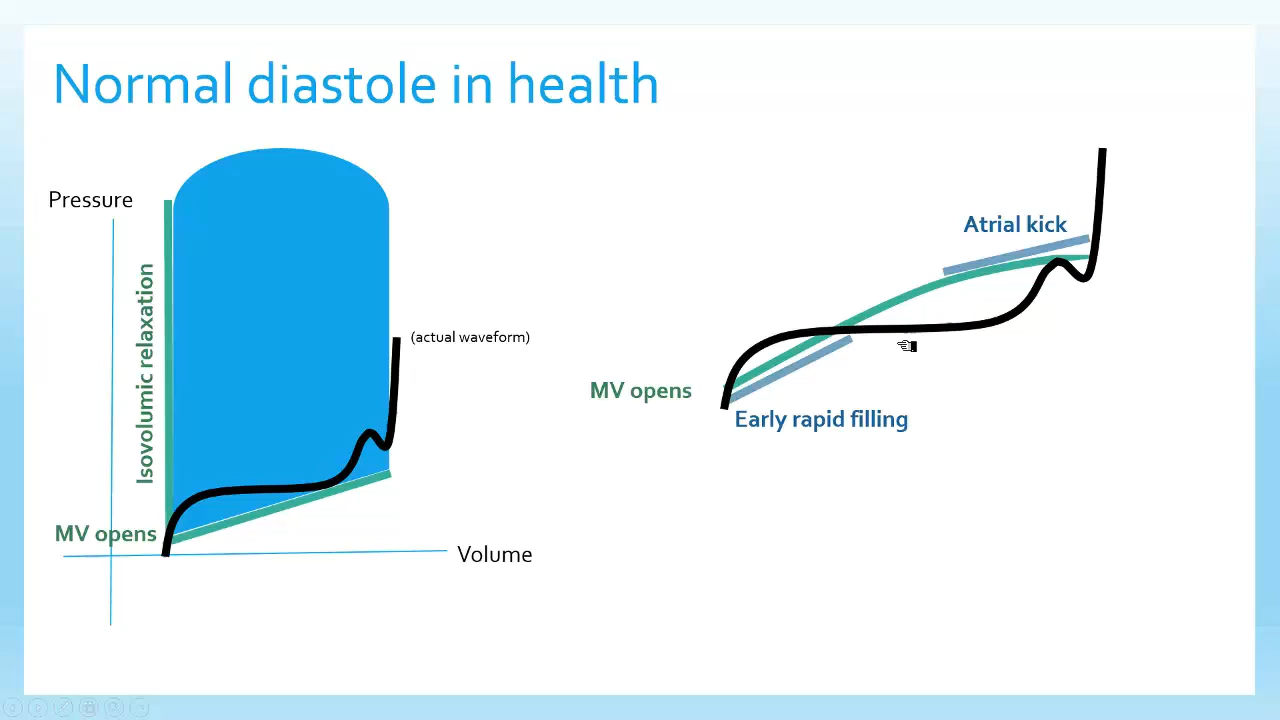 Normal diastole in health
Pressure
Isovolumic relaxation
(actual waveform)
MV opens
Volume
Atrial kick
MV opens
Early rapid filling